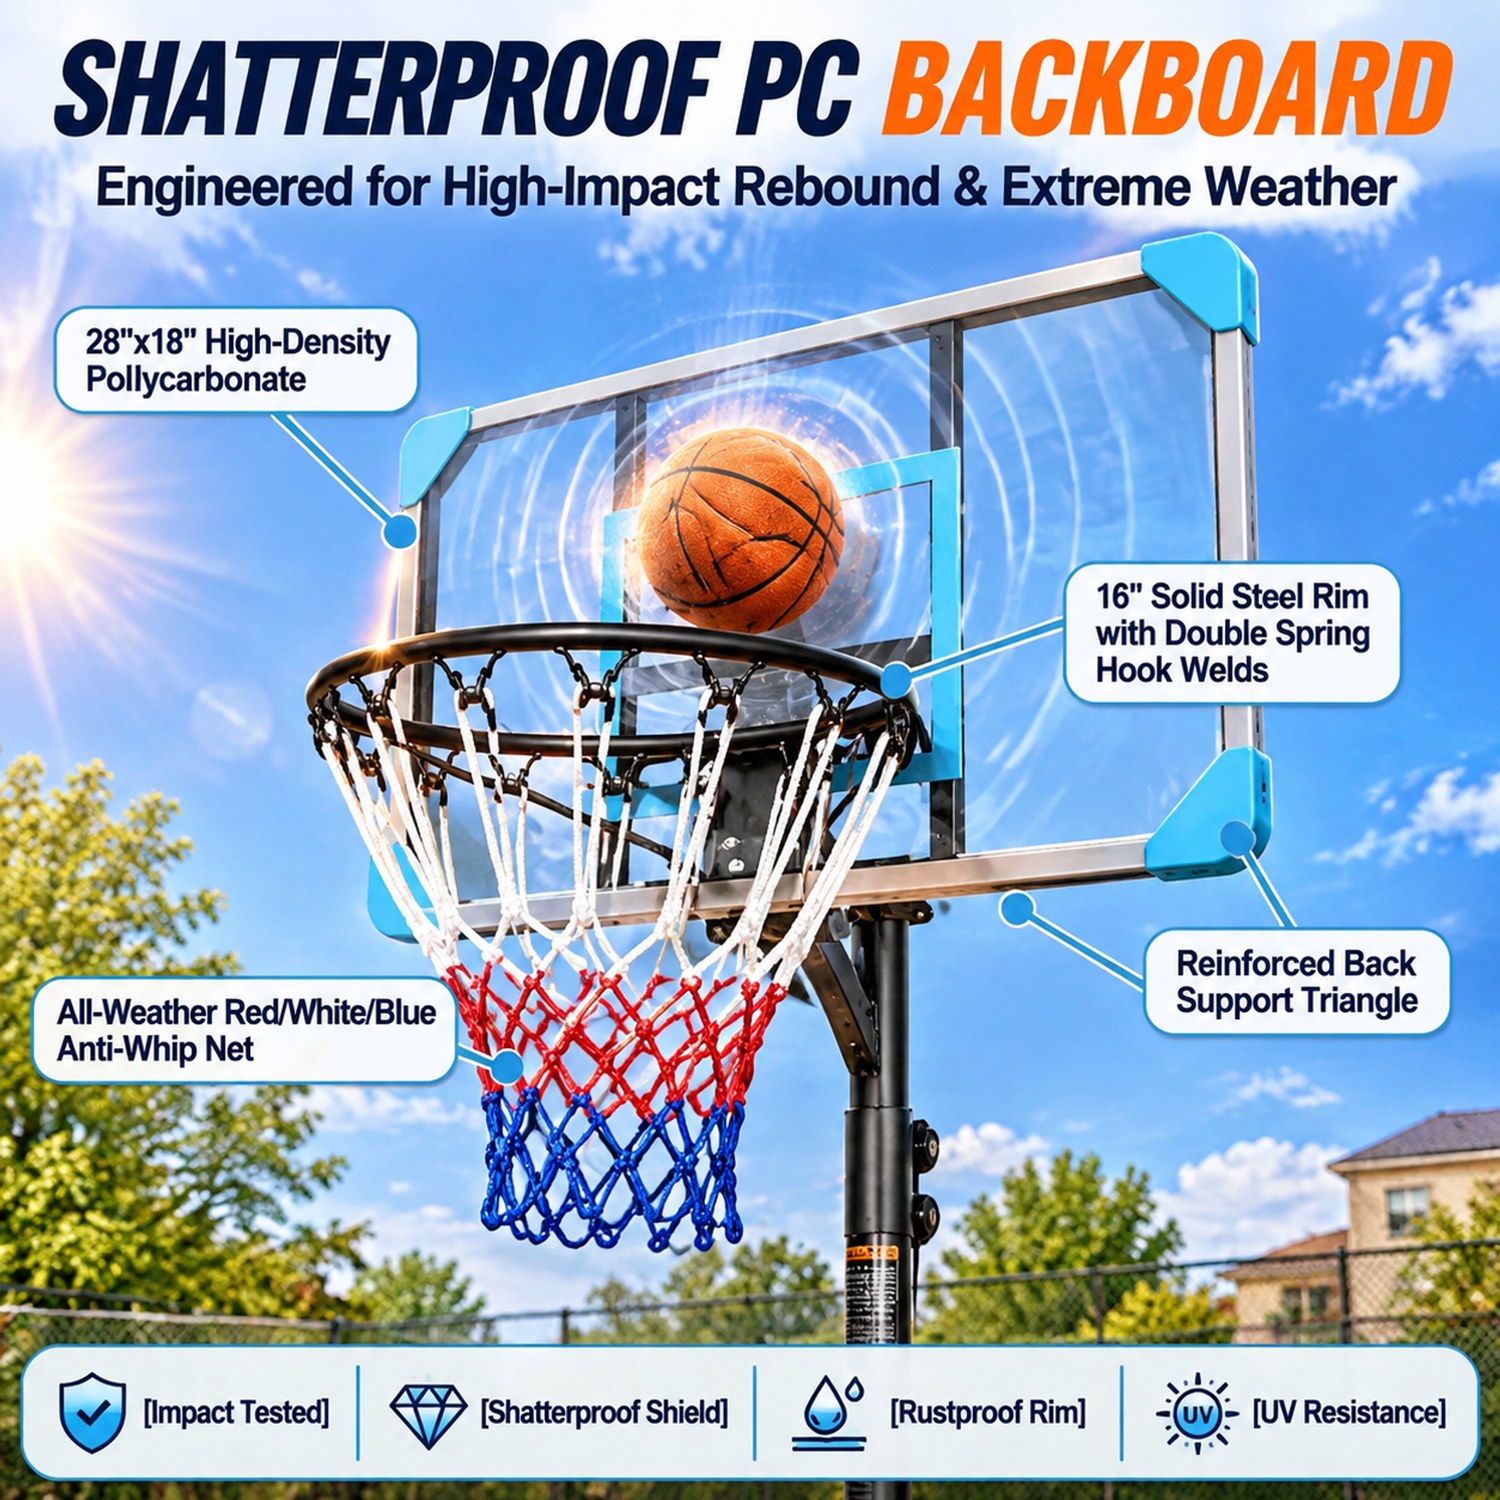 SHATTERPROOF PC BACKBOARD
Engineered for High-Impact Rebound & Extreme Weather
28"x18" High-Density
Pollycarbonate
16" Solid Steel Rim
with Double Spring
Hook Welds
Reinforced Back
Support Triangle
All-Weather Red/White/Blue
Anti-Whip Net
[Impact Tested]
[Shatterproof Shield]
[Rustproof Rim]
[UV Resistance]
UV